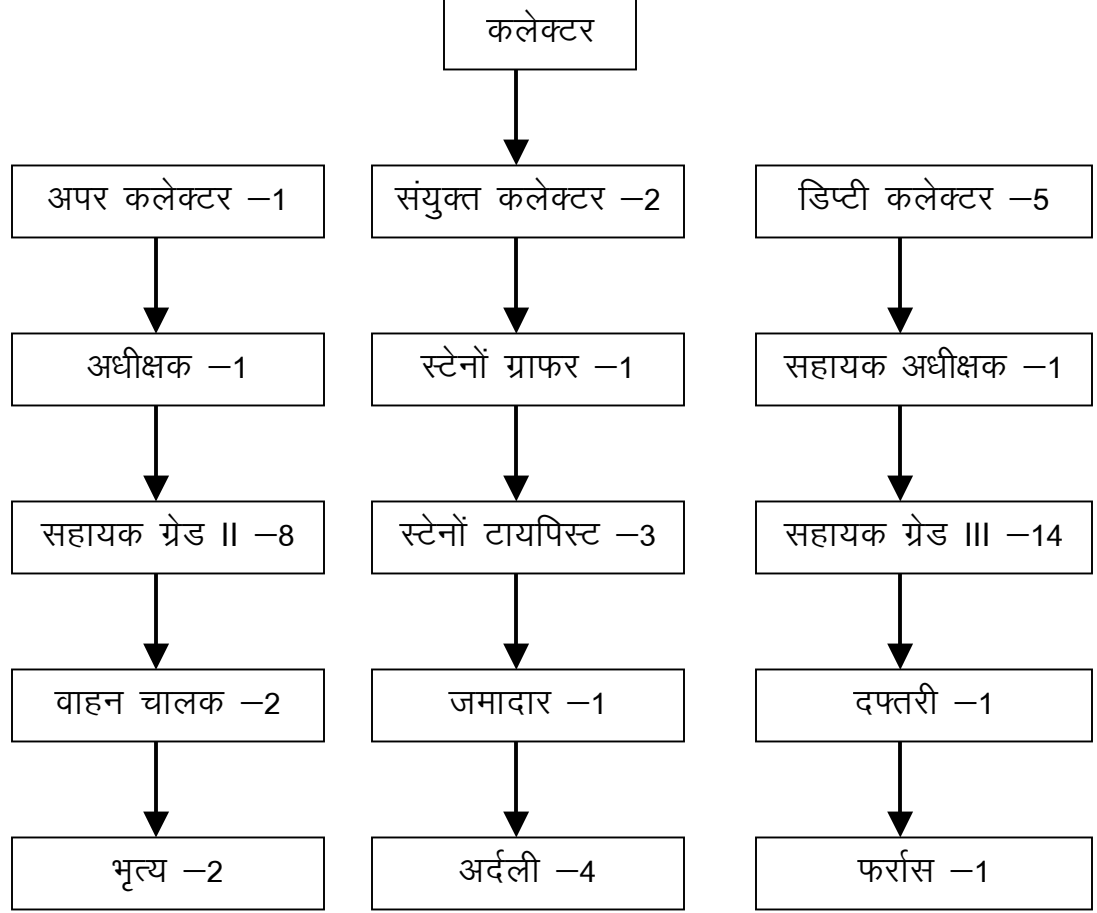 कलेक्टर
अपर कलेक्टर –1
संयुक्त कलेक्टर –2
डिप्टी कलेक्टर –5
अधीक्षक –1
स्टेनों ग्राफर –1
सहायक अधीक्षक –1
सहायक ग्रेड II –8
स्टेनों टायपिस्ट –3
सहायक ग्रेड III –14
वाहन चालक –2
जमादार –1
दफ्तरी –1
भृत्य –2
अर्दली –4
फर्रास –1